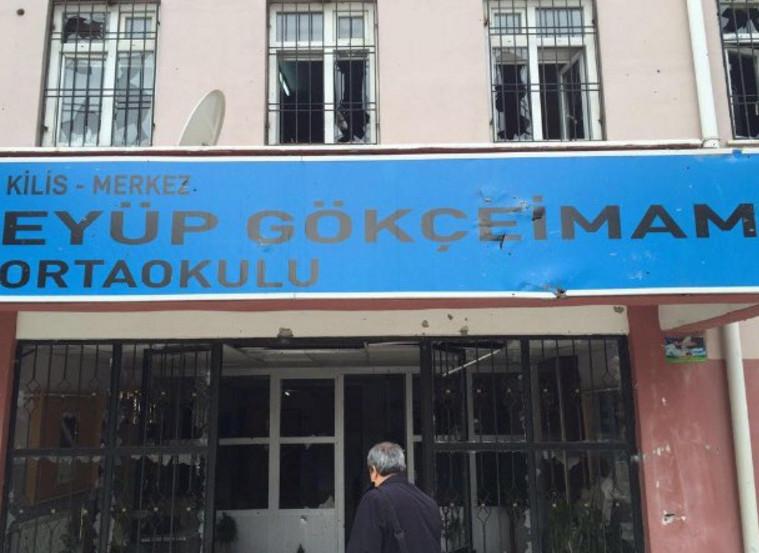 KİLİS - MERKEZ
EYÜP GÖKÇEİMAM
ORTAOKULU